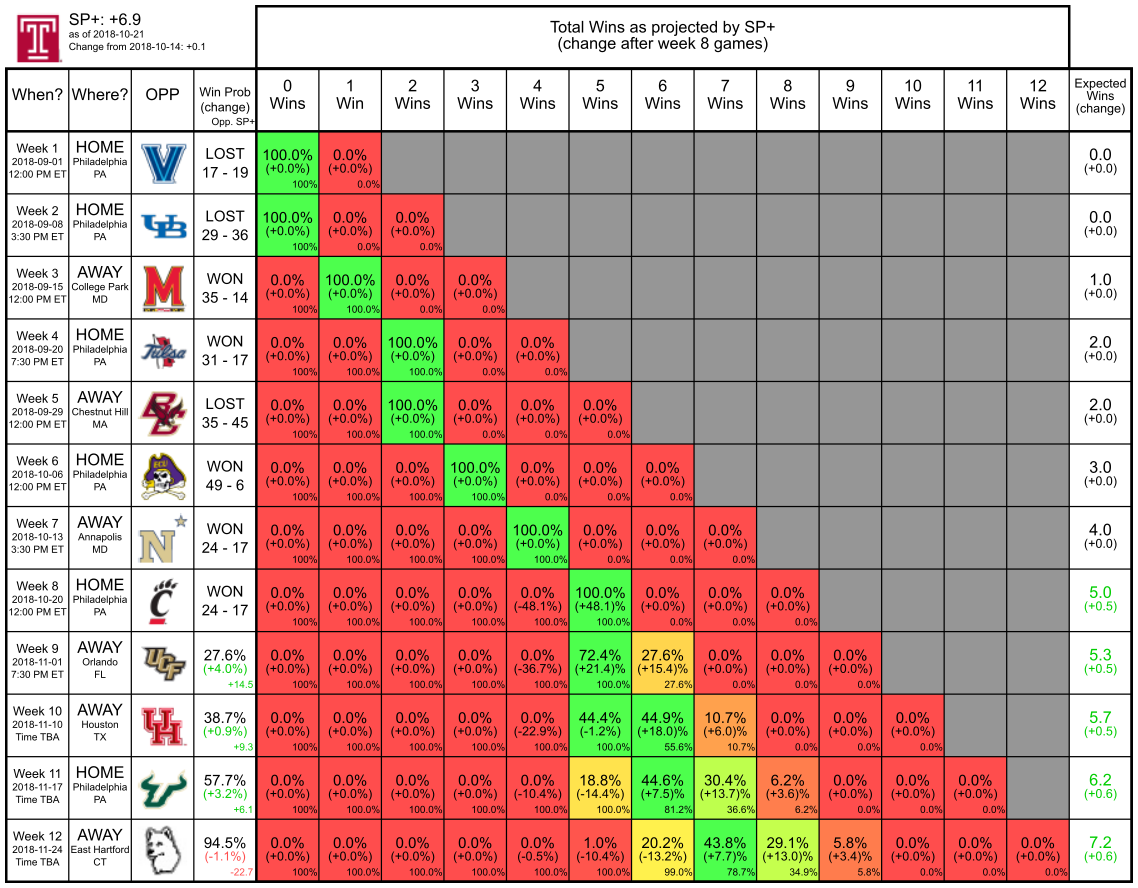 T
SP+: +6.9
as of 2018-10-21
Change from 2018-10-14: +0.1
Total Wins as projected by SP+
(change after week 8 games)
When? Where? OPP Win Prob (change) Opp. SP+ 0 Wins 1 Win 2 Wins 3 Wins 4 Wins 5 Wins 6 Wins 7 Wins 8 Wins 9 Wins 10 Wins 11 Wins 12 Wins Expected Wins (change)
Week 1 HOME LOST 100.0% 0.0% 0.0
2018-09-01 Philadelphia V (+0.0%) (+0.0%) (+0.0)
12:00 PM ET PA 17 - 19 100% 0.0%
Week 2 HOME LOST 100.0% 0.0% 0.0% 0.0
2018-09-08 Philadelphia UB (+0.0%) (+0.0%) (+0.0%) (+0.0)
3:30 PM ET PA 29 - 36 100% 0.0% 0.0%
Week 3 AWAY WON 0.0% 100.0% 0.0% 0.0% 1.0
2018-09-15 College Park M (+0.0%) (+0.0%) (+0.0%) (+0.0%) (+0.0)
12:00 PM ET MD 35 - 14 100% 100.0% 0.0% 0.0%
Week 4 HOME WON 0.0% 0.0% 100.0% 0.0% 0.0% 2.0
2018-09-20 Philadelphia Tulsa (+0.0%) (+0.0%) (+0.0%) (+0.0%) (+0.0%) (+0.0)
7:30 PM ET PA 31 - 17 100% 100.0% 100.0% 0.0% 0.0%
Week 5 AWAY LOST 0.0% 0.0% 100.0% 0.0% 0.0% 0.0% 2.0
2018-09-29 Chestnut Hill BC (+0.0%) (+0.0%) (+0.0%) (+0.0%) (+0.0%) (+0.0%) (+0.0)
12:00 PM ET MA 35 - 45 100% 100.0% 100.0% 0.0% 0.0% 0.0%
Week 6 HOME WON 0.0% 0.0% 0.0% 100.0% 0.0% 0.0% 0.0% 3.0
2018-10-06 Philadelphia ECU (+0.0%) (+0.0%) (+0.0%) (+0.0%) (+0.0%) (+0.0%) (+0.0%) (+0.0)
12:00 PM ET PA 49 - 6 100% 100.0% 100.0% 100.0% 0.0% 0.0% 0.0%
Week 7 AWAY WON 0.0% 0.0% 0.0% 0.0% 100.0% 0.0% 0.0% 0.0% 4.0
2018-10-13 Annapolis N (+0.0%) (+0.0%) (+0.0%) (+0.0%) (+0.0%) (+0.0%) (+0.0%) (+0.0%) (+0.0)
3:30 PM ET MD 24 - 17 100% 100.0% 100.0% 100.0% 100.0% 0.0% 0.0% 0.0%
Week 8 HOME WON 0.0% 0.0% 0.0% 0.0% 0.0% 100.0% 0.0% 0.0% 0.0% 5.0
2018-10-20 Philadelphia C (+0.0%) (+0.0%) (+0.0%) (+0.0%) (-48.1%) (+48.1)% (+0.0%) (+0.0%) (+0.0%) (+0.5)
12:00 PM ET PA 24 - 17 100% 100.0% 100.0% 100.0% 100.0% 100.0% 0.0% 0.0% 0.0%
Week 9 AWAY 27.6% 0.0% 0.0% 0.0% 0.0% 0.0% 72.4% 27.6% 0.0% 0.0% 0.0% 5.3
2018-11-01 Orlando UCF (+4.0%) (+0.0%) (+0.0%) (+0.0%) (+0.0%) (-36.7%) (+21.4)% (+15.4)% (+0.0%) (+0.0%) (+0.0%) (+0.5)
7:30 PM ET FL +14.5 100% 100.0% 100.0% 100.0% 100.0% 100.0% 27.6% 0.0% 0.0% 0.0%
Week 10 AWAY 38.7% 0.0% 0.0% 0.0% 0.0% 0.0% 44.4% 44.9% 10.7% 0.0% 0.0% 0.0% 5.7
2018-11-10 Houston UH (+0.9%) (+0.0%) (+0.0%) (+0.0%) (+0.0%) (-22.9%) (-1.2%) (+18.0)% (+6.0)% (+0.0%) (+0.0%) (+0.0%) (+0.5)
Time TBA TX +9.3 100% 100.0% 100.0% 100.0% 100.0% 100.0% 55.6% 10.7% 0.0% 0.0% 0.0%
Week 11 HOME 57.7% 0.0% 0.0% 0.0% 0.0% 0.0% 18.8% 44.6% 30.4% 6.2% 0.0% 0.0% 0.0% 6.2
2018-11-17 Philadelphia (+3.2%) (+0.0%) (+0.0%) (+0.0%) (+0.0%) (-10.4%) (-14.4%) (+7.5)% (+13.7)% (+3.6)% (+0.0%) (+0.0%) (+0.0%) (+0.6)
Time TBA PA +6.1 100% 100.0% 100.0% 100.0% 100.0% 100.0% 81.2% 36.6% 6.2% 0.0% 0.0% 0.0%
Week 12 AWAY 94.5% 0.0% 0.0% 0.0% 0.0% 0.0% 1.0% 20.2% 43.8% 29.1% 5.8% 0.0% 0.0% 0.0% 7.2
2018-11-24 East Hartford (-1.1%) (+0.0%) (+0.0%) (+0.0%) (+0.0%) (-0.5%) (-10.4%) (-13.2%) (+7.7)% (+13.0)% (+3.4)% (+0.0%) (+0.0%) (+0.0%) (+0.6)
Time TBA CT -22.7 100% 100.0% 100.0% 100.0% 100.0% 100.0% 99.0% 78.7% 34.9% 5.8% 0.0% 0.0% 0.0%